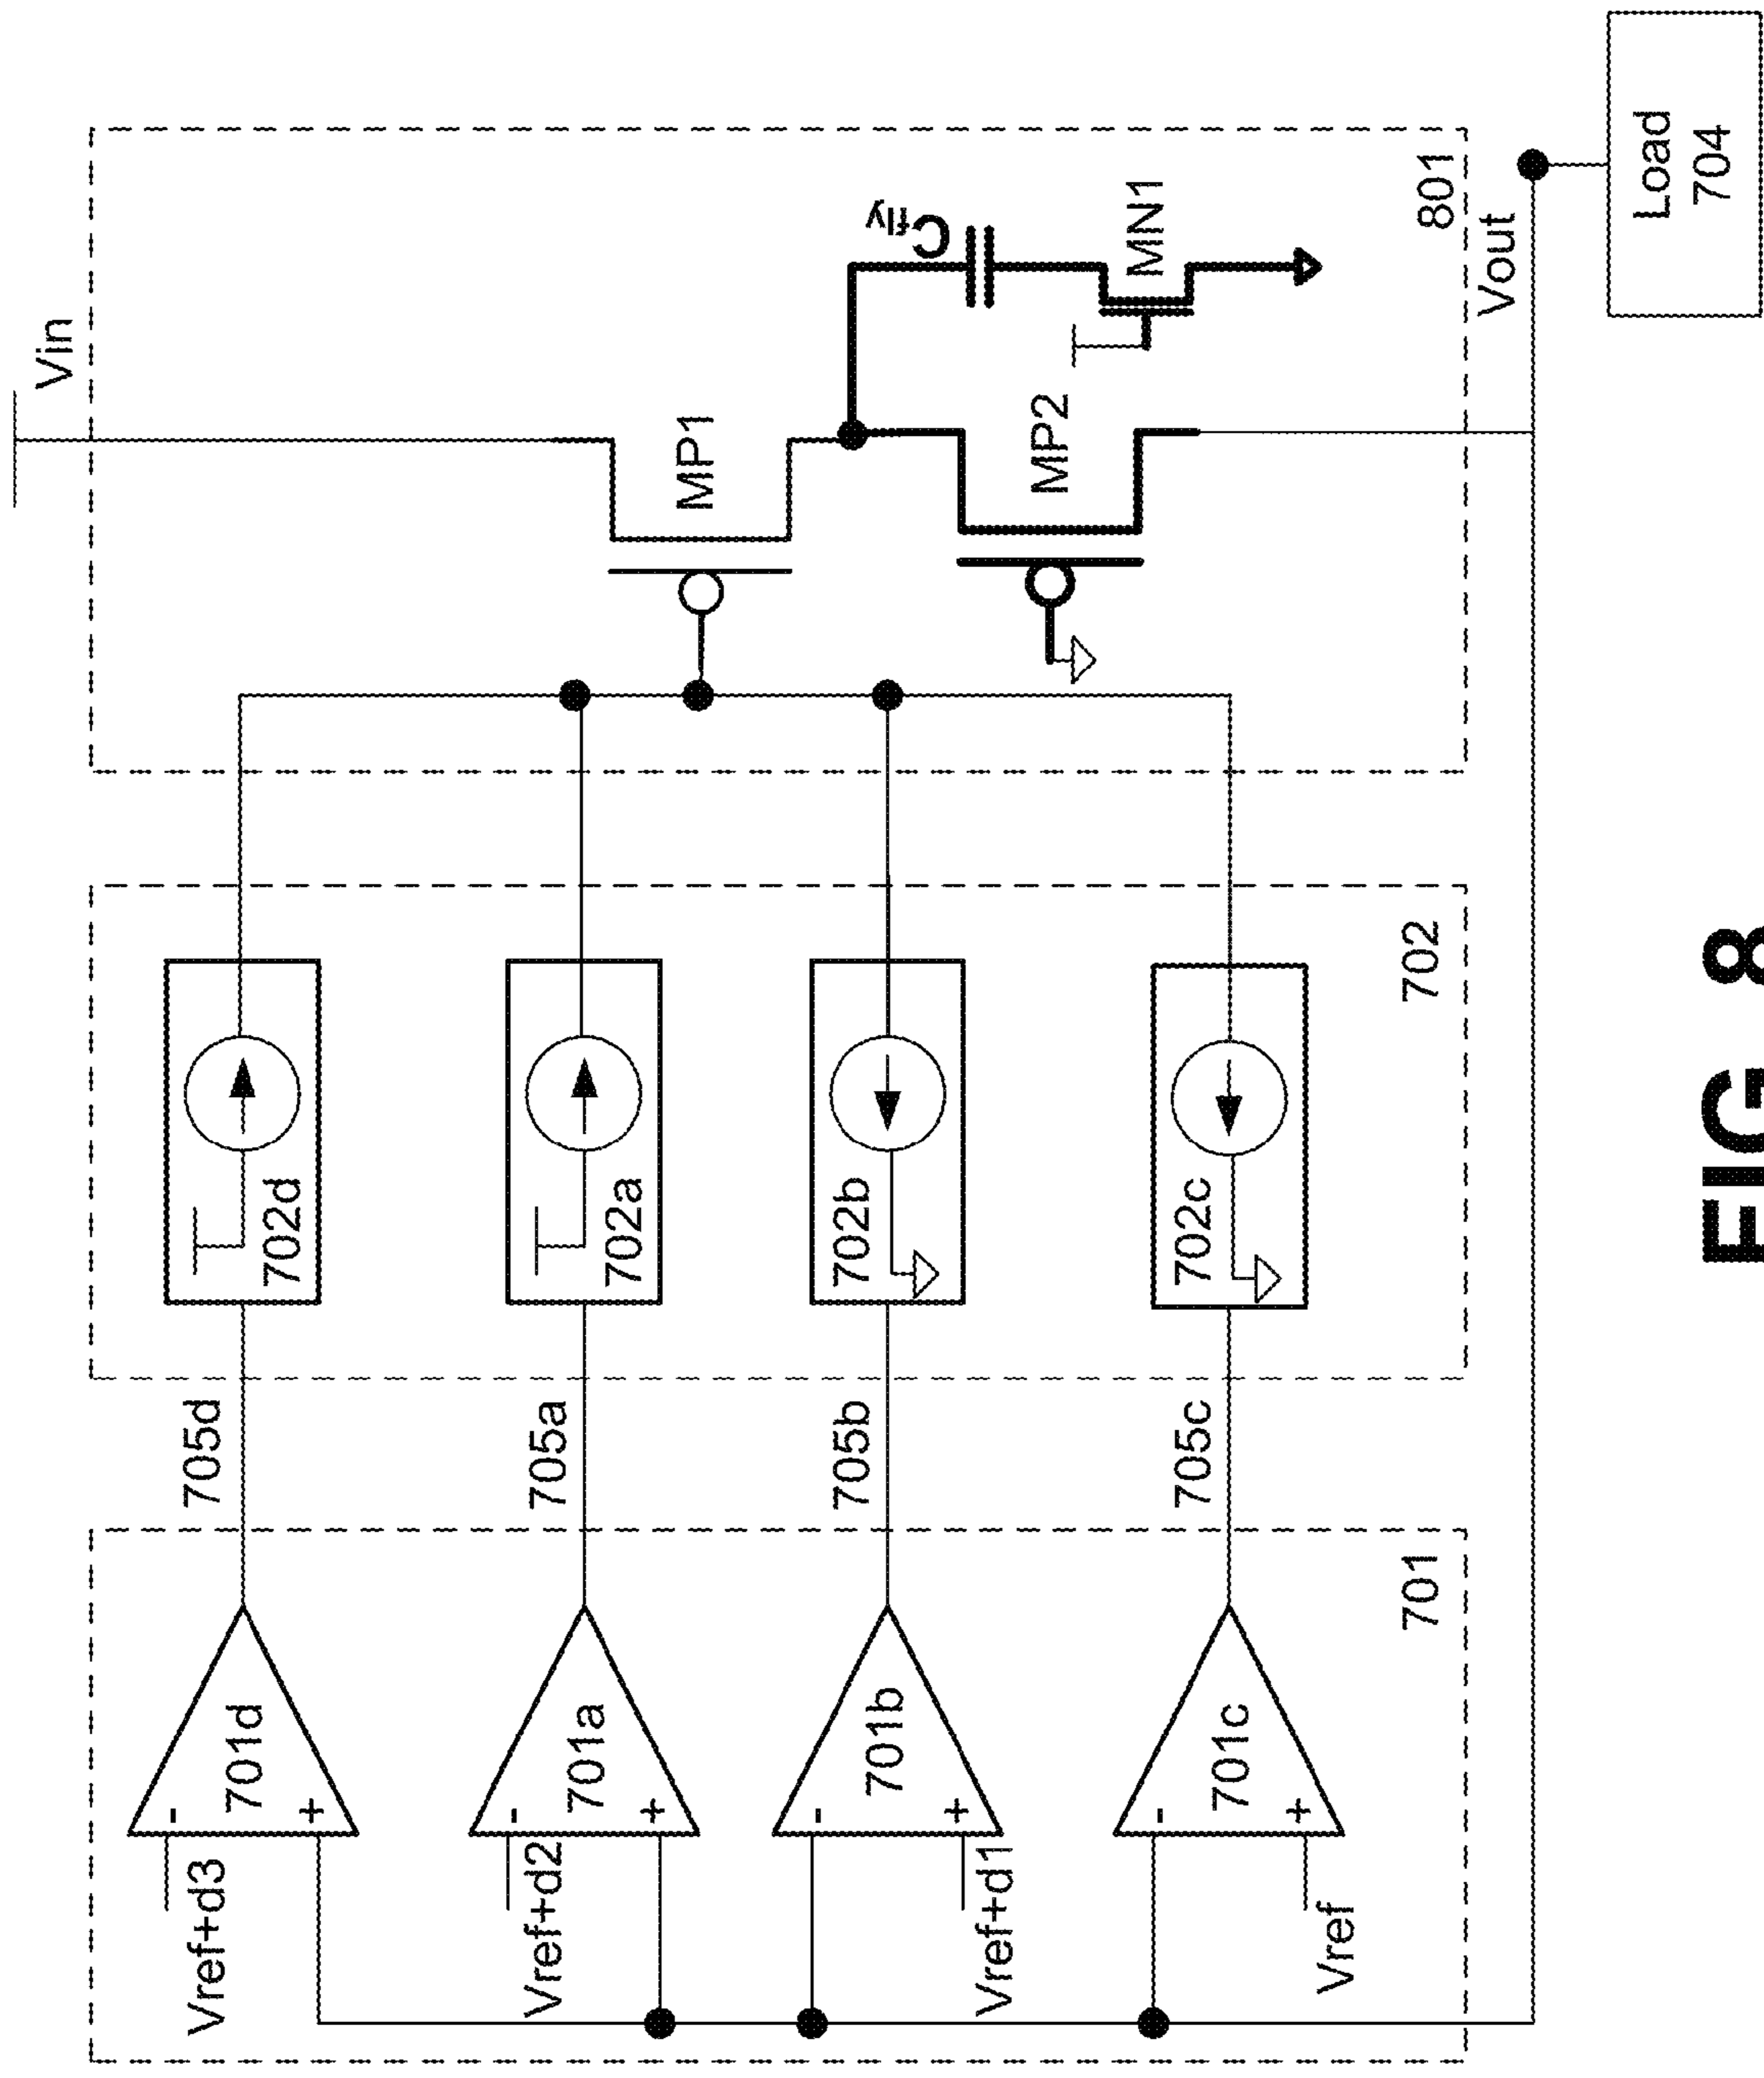 Vin
Vref+d3
-
701d
+
705d
702d
Vref+d2
-
701a
+
705a
702a
MP1
Vref+d1
-
701b
+
705b
702b
MP2
Cfly
MN1
Vref
-
701c
+
705c
702c
701
702
801
Vout
Load
704
FIG. 8